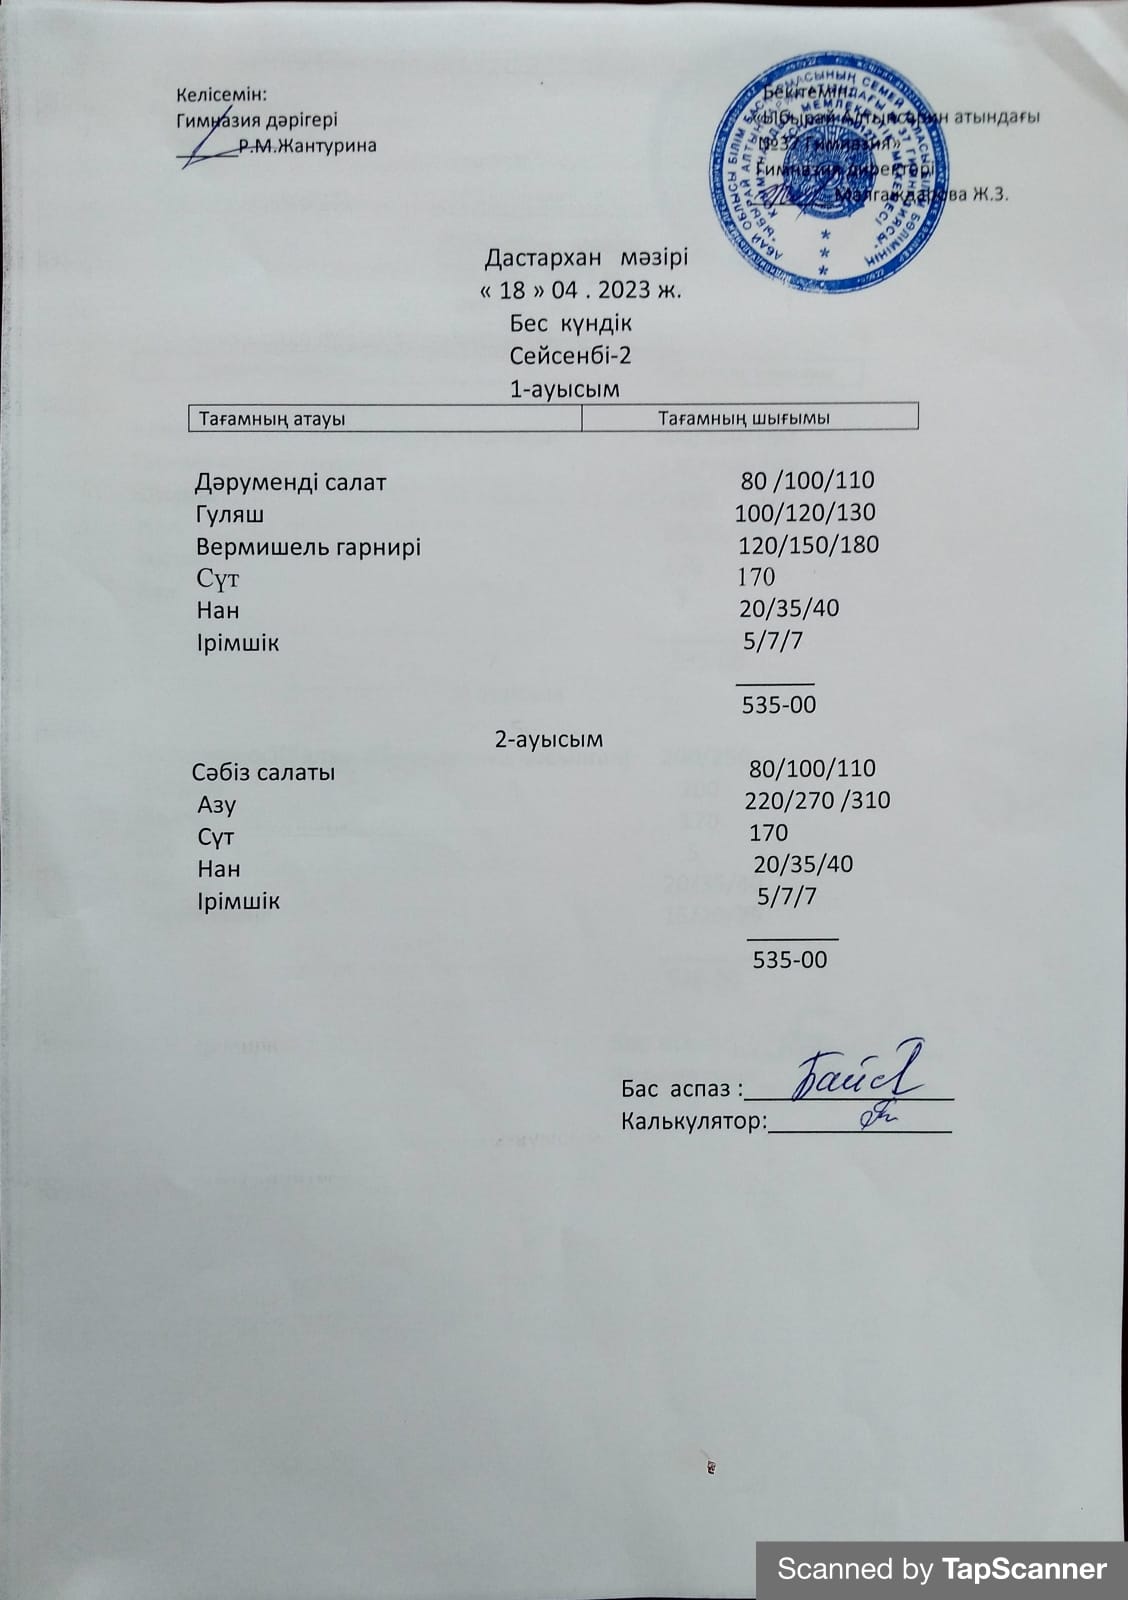 Келісемін:
Гимназия дәрігері
Р.М.Жантурина
Бекітемін:
«Ыбырай Алтынсарин атындағы
№37 Гимназия»
Гимназия директоры
Ж.З.
Дастархан мәзірі
« 18 » 04 . 2023 ж.
Бес күндік
Сейсенбі-2
1-ауысым
Тағамның атауы Тағамның шығымы
Дәруменді салат 80 /100/110
Гуляш 100/120/130
Вермишель гарнирі 120/150/180
Сүт 170
Нан 20/35/40
Ірімшік 5/7/7
535-00
2-ауысым
Сәбіз салаты 80/100/110
Азу 220/270 /310
Сүт 170
Нан 20/35/40
Ірімшік 5/7/7
535-00
Бас аспаз :
Калькулятор:
Scanned by TapScanner